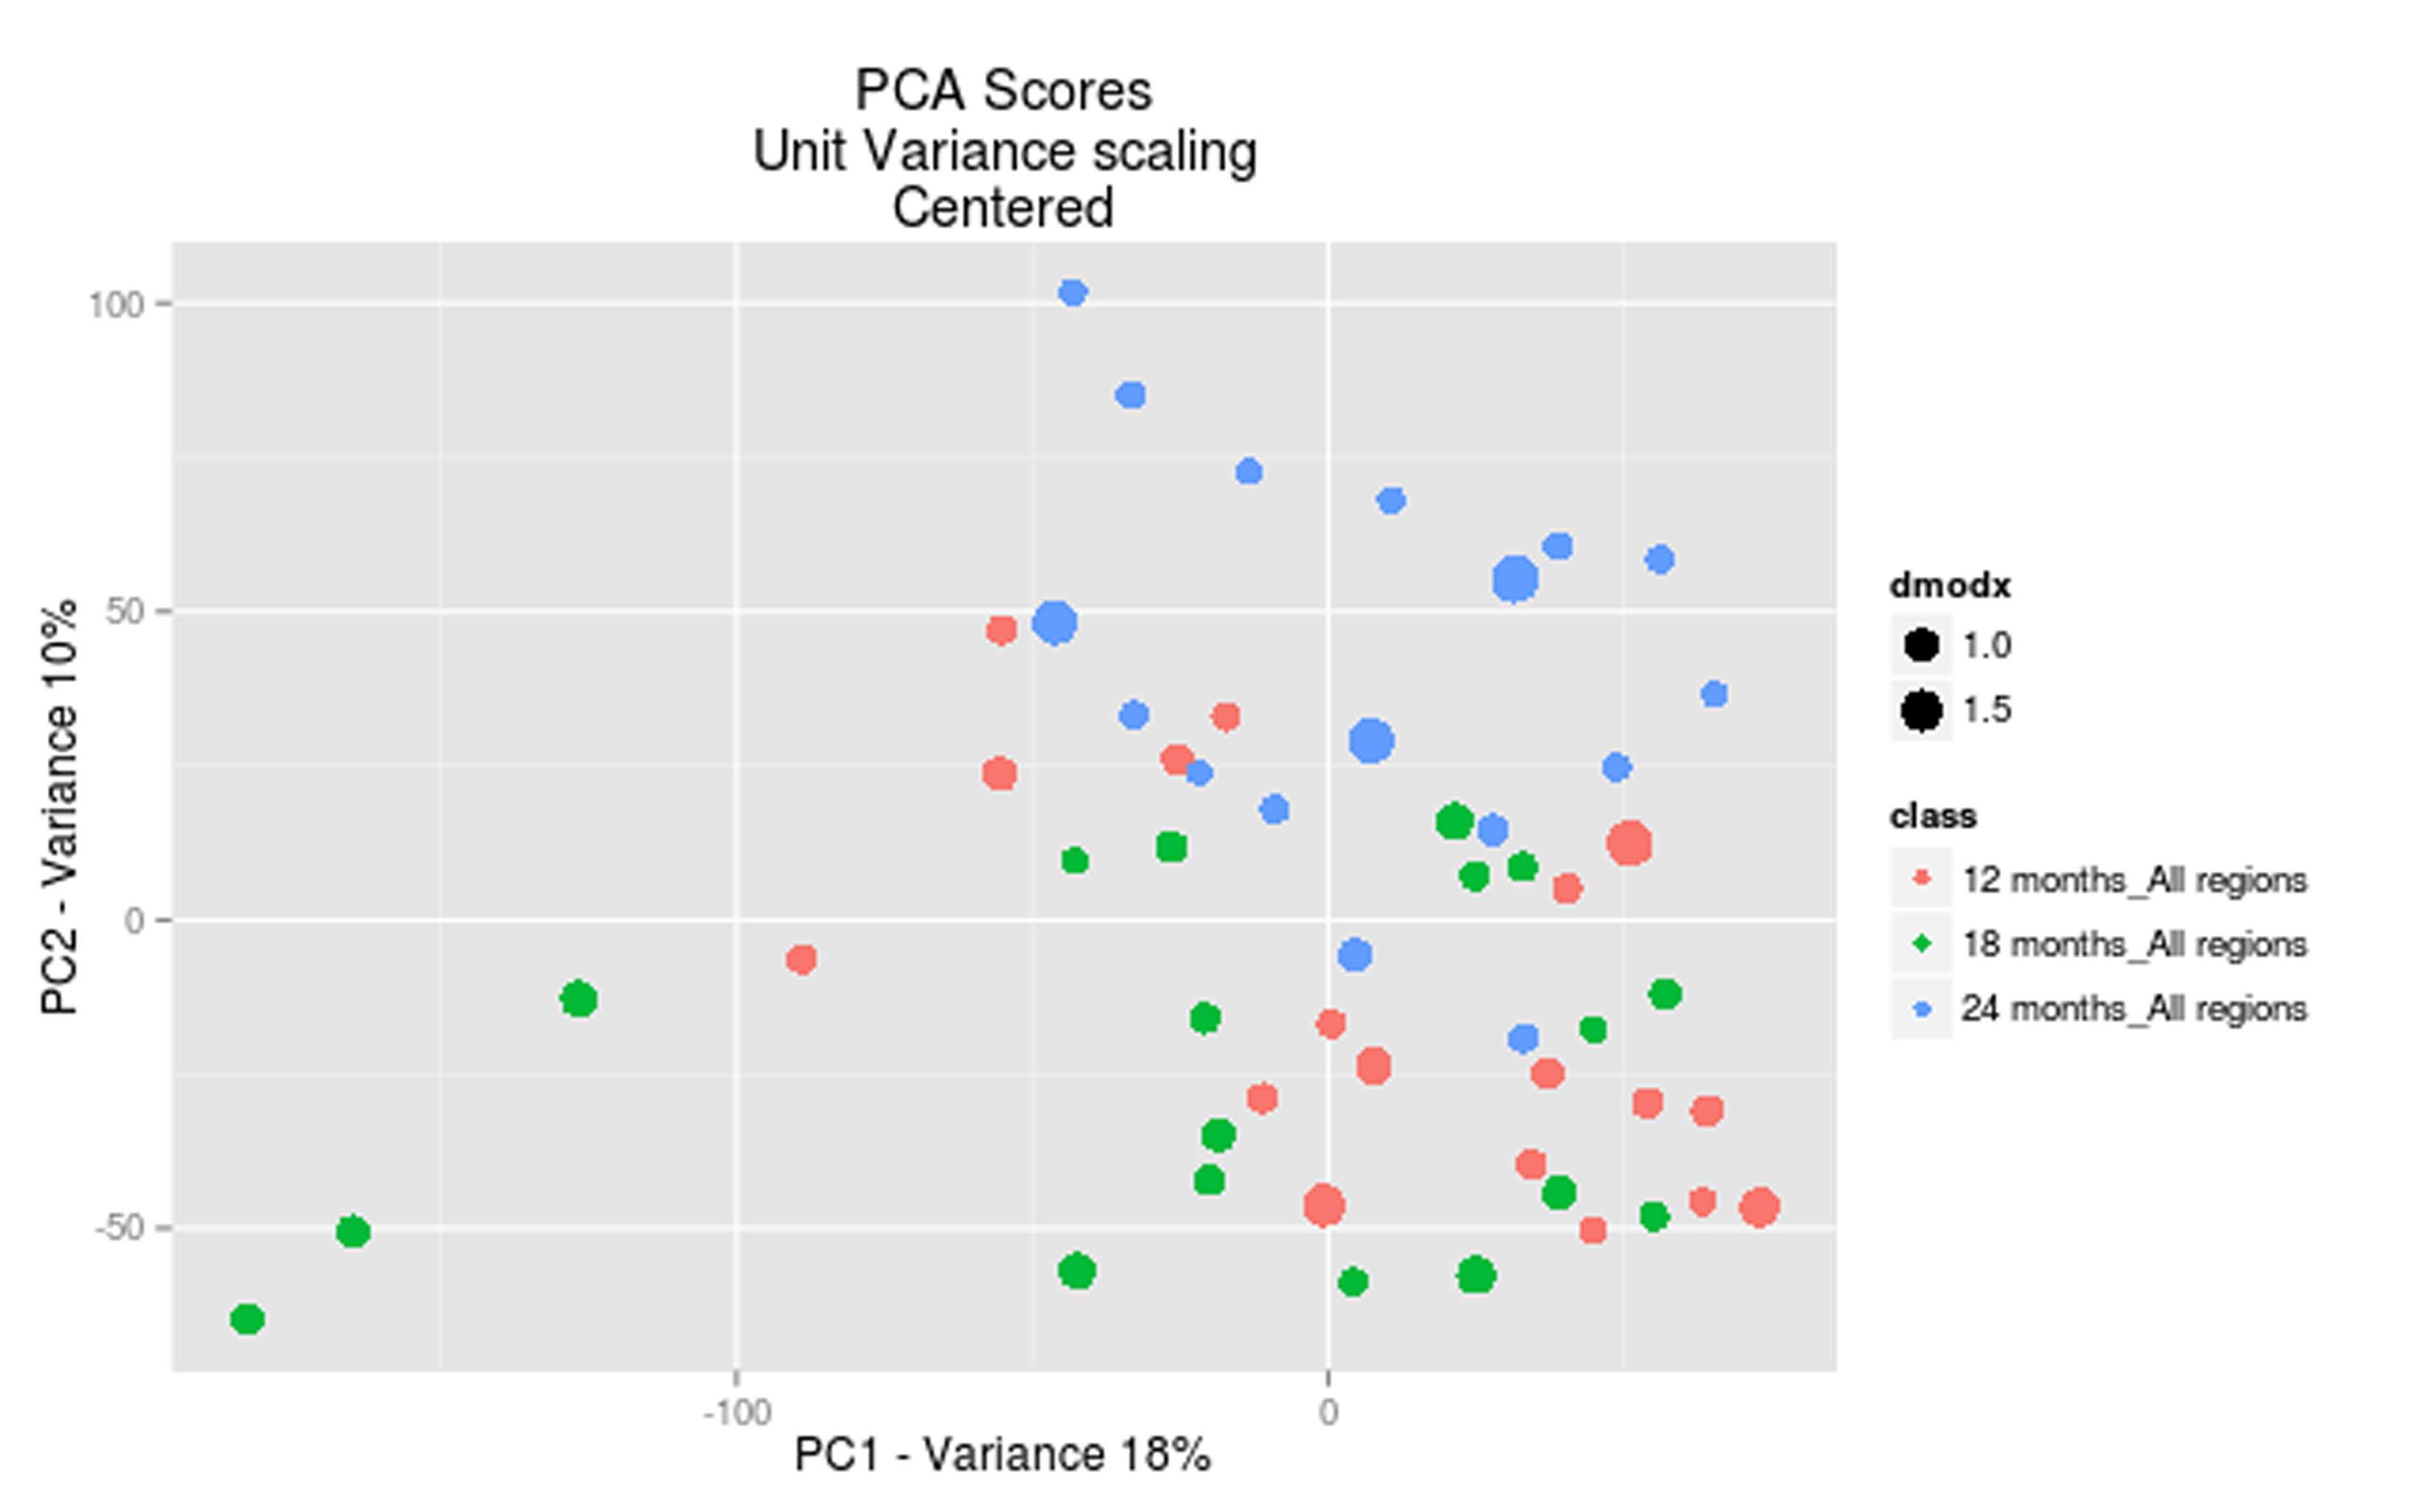 PCA Scores
Unit Variance scaling
Centered
PC2 - Variance 10%
100
50
0
-50
-100
0
PC1 - Variance 18%
dmodx
1.0
1.5
class
12 months_All regions
18 months_All regions
24 months_All regions